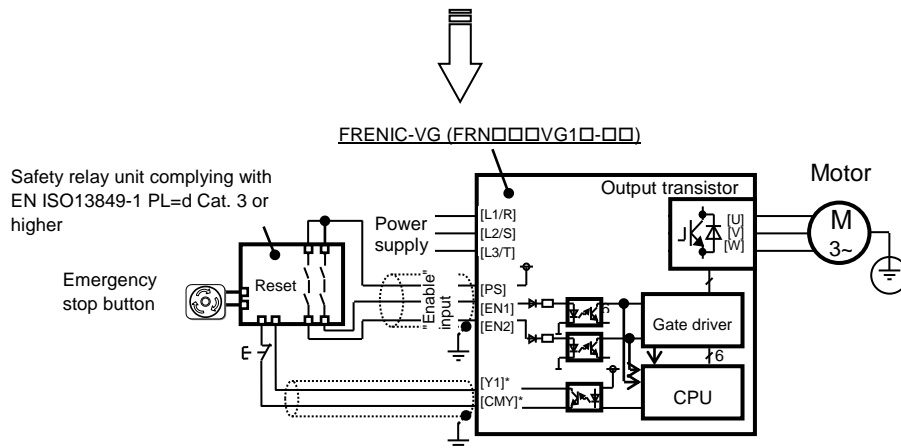 FRENIC-VG (FRN□□□VG1□-□□)
Safety relay unit complying with
EN ISO13849-1 PL=d Cat. 3 or
higher
Power
supply
[L1/R]
[L2/S]
[L3/T]
Output transistor
[U]
[V]
[W]
Motor
M
3~
Emergency
stop button
Reset
"Enable"
input
[PS]
[EN1]
[EN2]
Gate driver
6
CPU
[Y1]*
[CMY]*